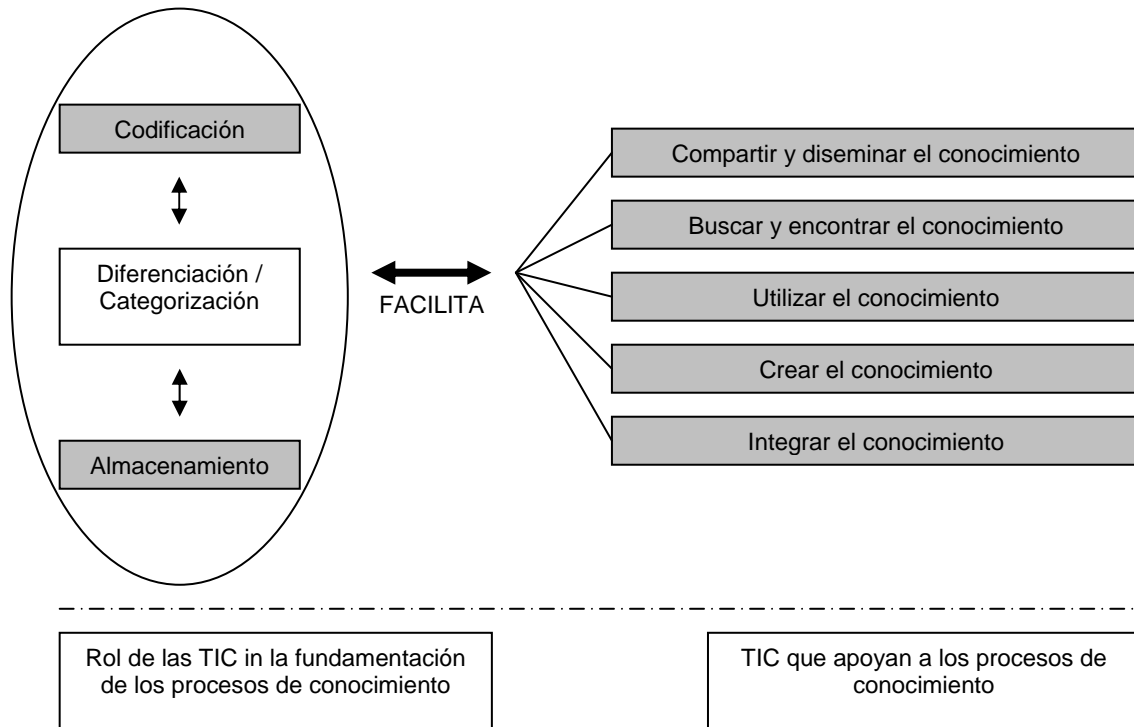 Codificación
Diferenciación /
Categorización
Almacenamiento
FACILITA
Compartir y diseminar el conocimiento
Buscar y encontrar el conocimiento
Utilizar el conocimiento
Crear el conocimiento
Integrar el conocimiento
Rol de las TIC in la fundamentación
de los procesos de conocimiento
TIC que apoyan a los procesos de
conocimiento